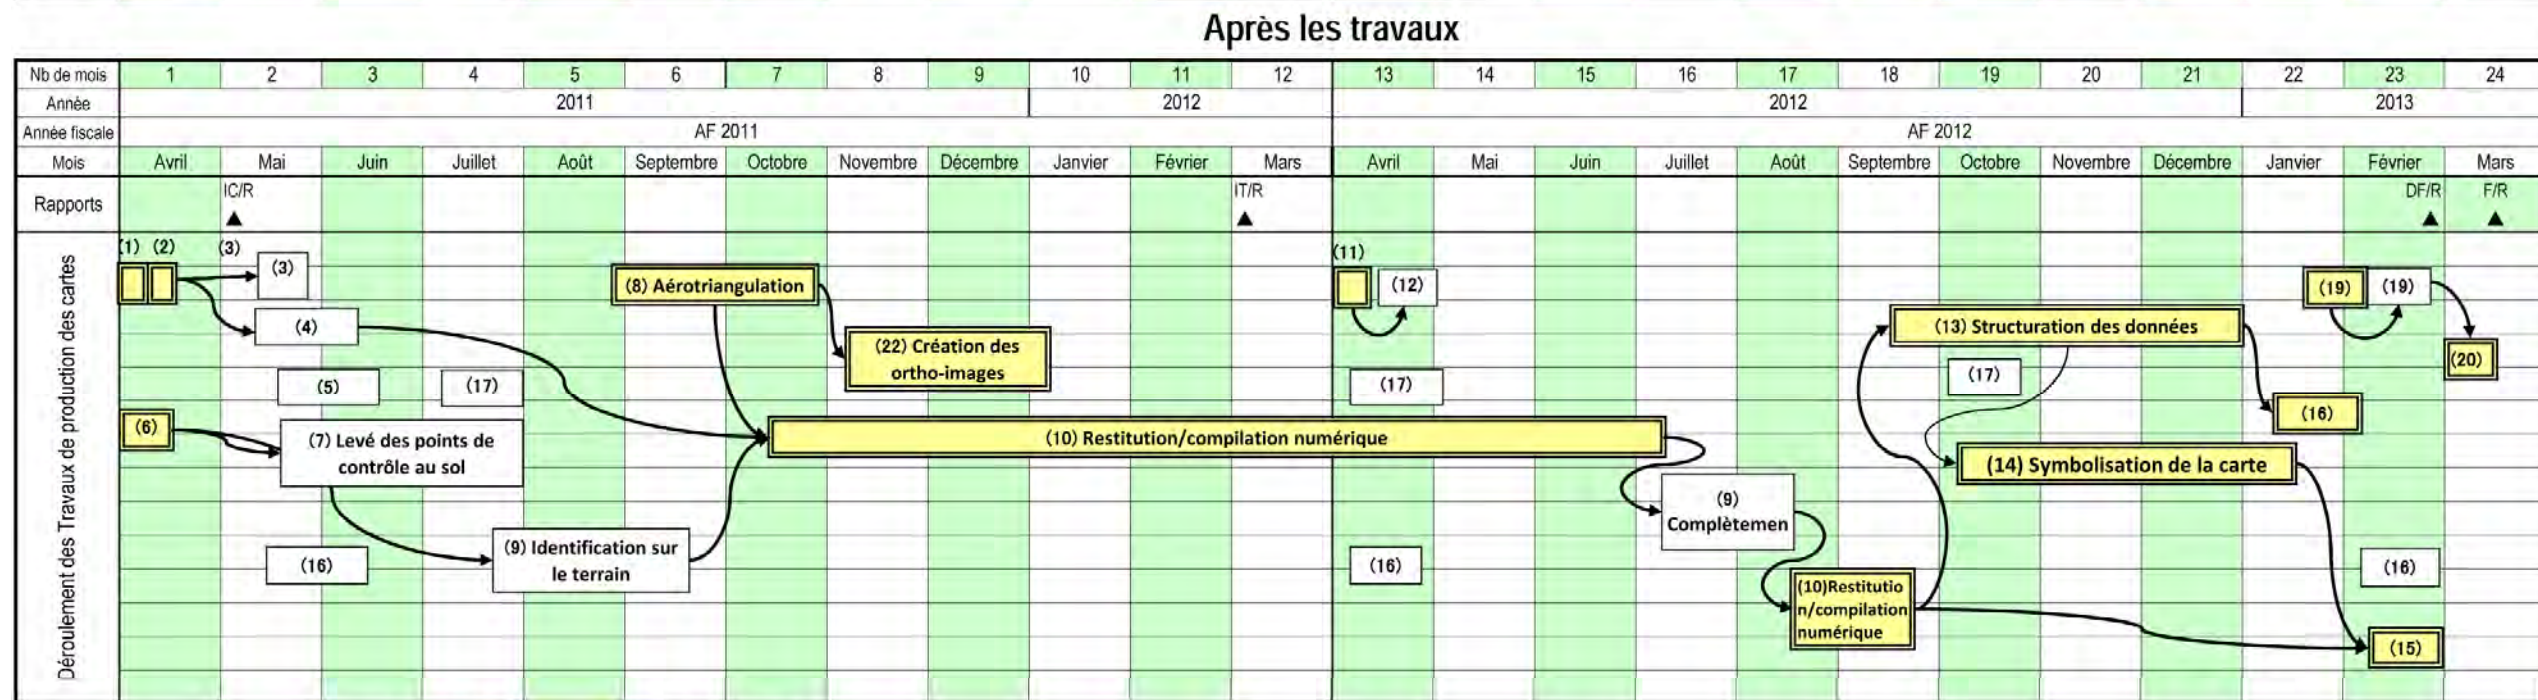 Après les travaux
Nb de mois 1 2 3 4 5 6 7 8 9 10 11 12 13 14 15 16 17 18 19 20 21 22 23 24
Année 2011 2012 2012 2013
Année fiscale AF 2011 AF 2012
Mois Avril Mai Juin Juillet Août Septembre Octobre Novembre Décembre Janvier Février Mars Avril Mai Juin Juillet Août Septembre Octobre Novembre Décembre Janvier Février Mars
Rapports IC/R IT/R DF/R F/R
Déroulement des Travaux de production des cartes
(1) (2) (3)
(3)
(4)
(5)
(17)
(6)
(7) Levé des points de
contrôle au sol
(16)
(9) Identification sur
le terrain
(8) Aérotriangulation
(22) Création des
ortho-images
(10) Restitution/compilation numérique
(11)
(12)
(17)
(16)
(9)
Complètemen
(10)Restitutio
n/compilation
numérique
(13) Structuration des données
(17)
(14) Symbolisation de la carte
(19) (19)
(20)
(16)
(16)
(15)